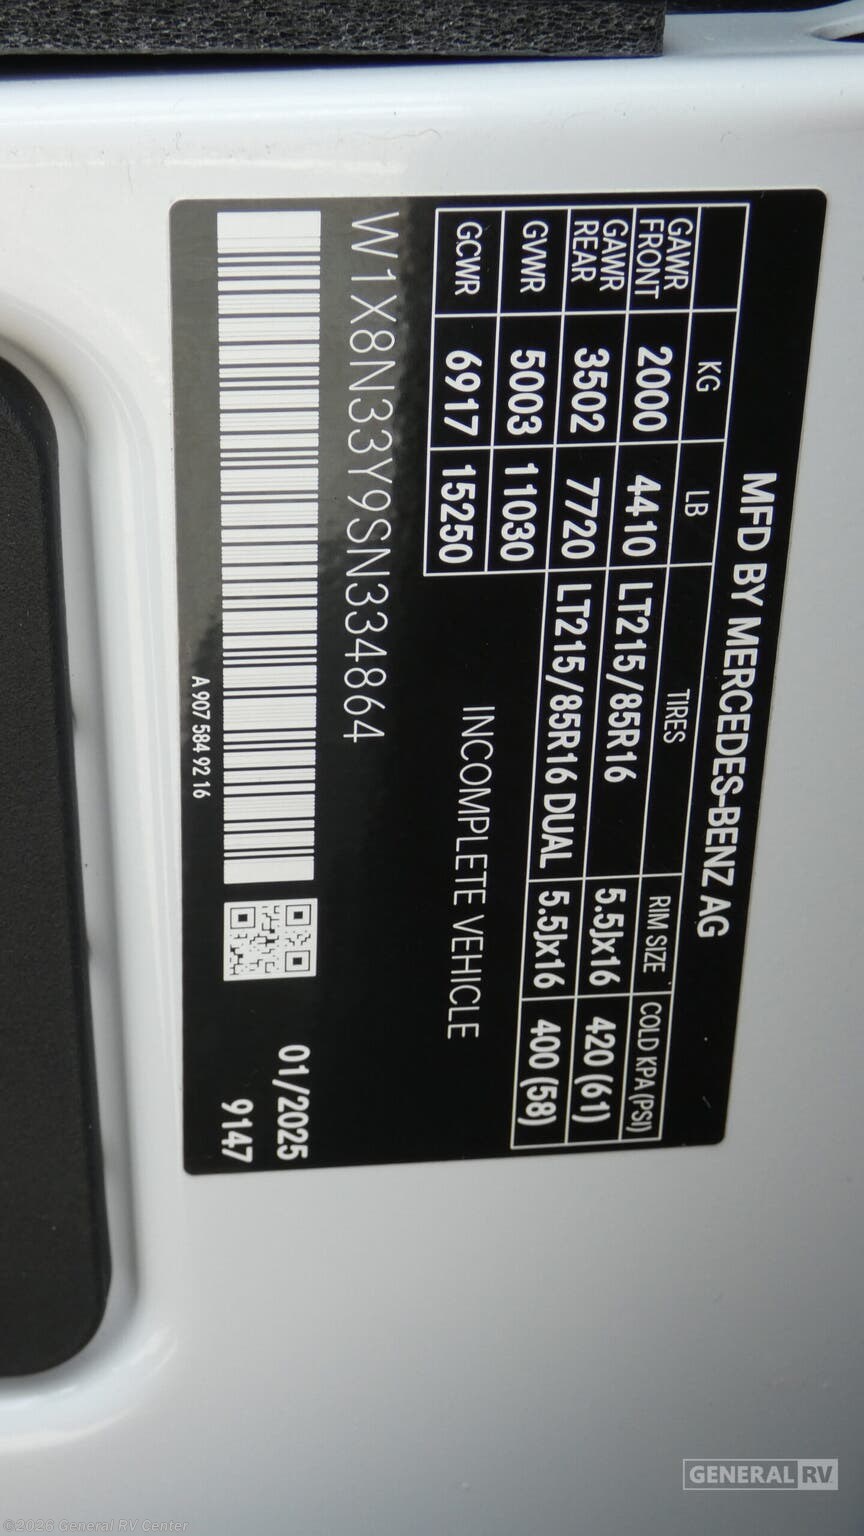 MFD BY MERCEDES-BENZ AG
KG LB TIRES RIM SIZE COLD KPA (PSI)
GAWR FRONT 2000 4410 LT215/85R16 5.5Jx16 420 (61)
GAWR REAR 3502 7720 LT215/85R16 DUAL 5.5Jx16 400 (58)
GVWR 5003 11030
GCWR 6917 15250
INCOMPLETE VEHICLE
W1X8N33Y9SN334864
01/2025
9147
A 907 584 92 16
GENERAL RV
©2026 General RV Center